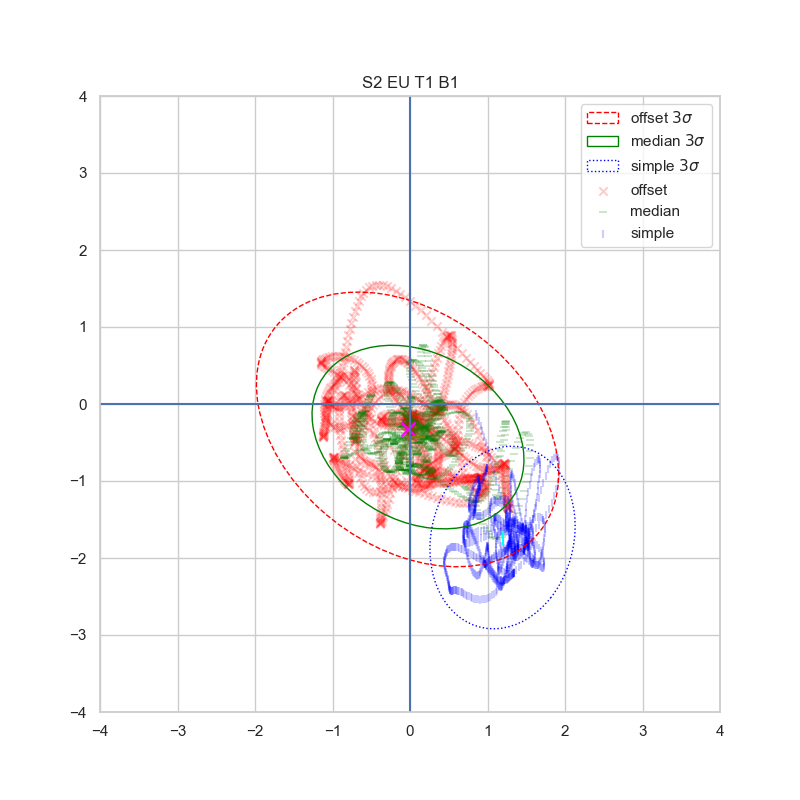 S2 EU T1 B1
offset 3σ
median 3σ
simple 3σ
offset
median
simple
4
3
2
1
0
−1
−2
−3
−4
−4 −3 −2 −1 0 1 2 3 4